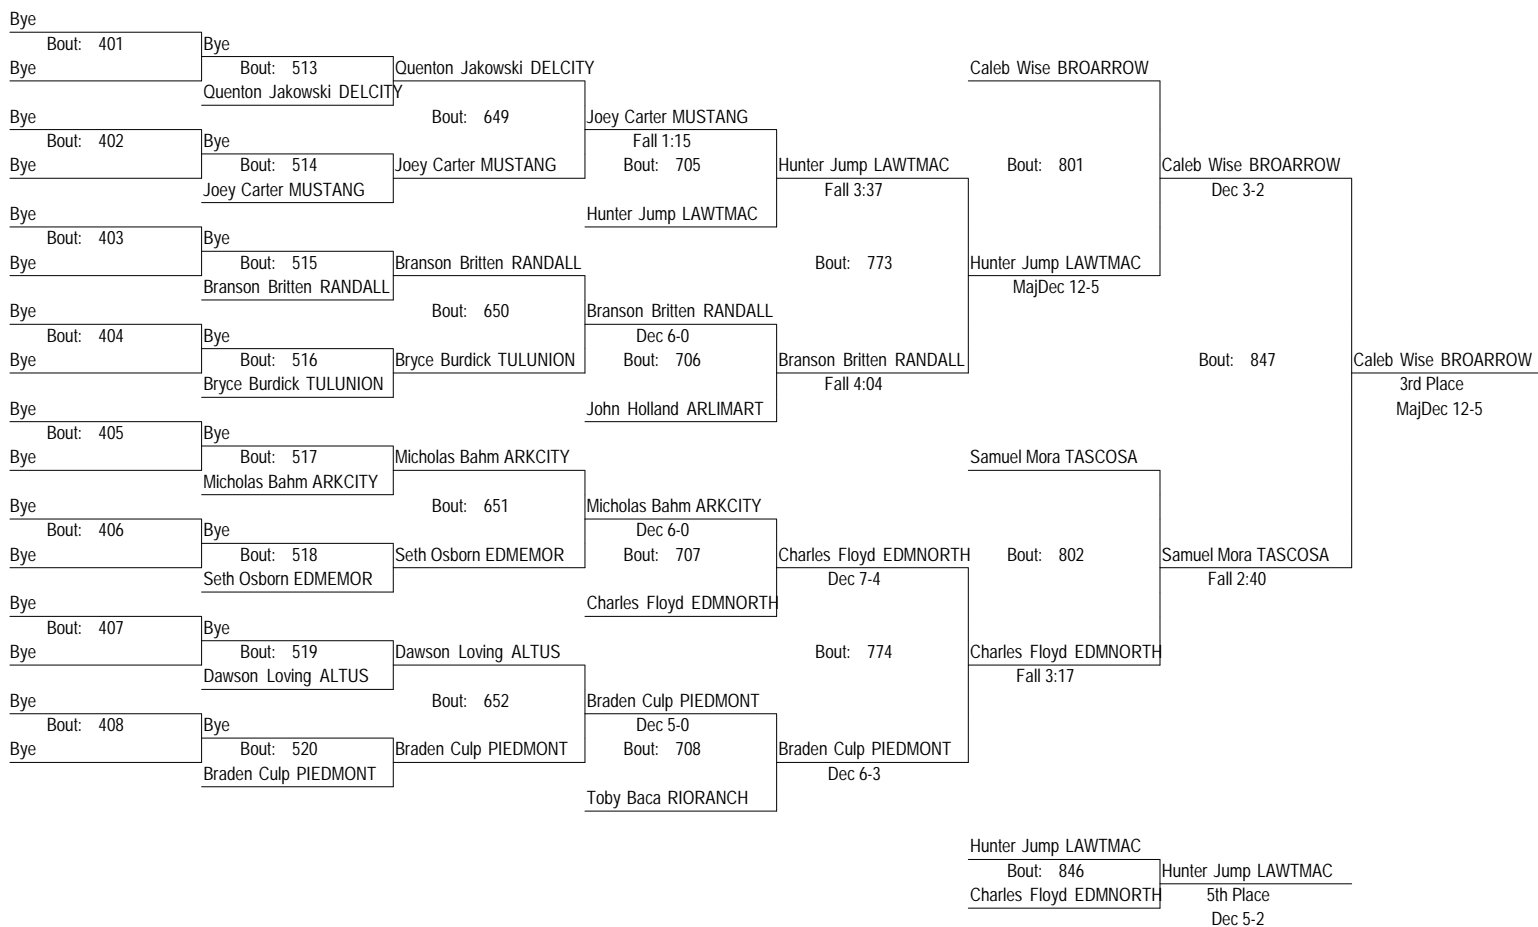 Bye
Bout: 401
Bye
Bye
Bout: 513
Quenton Jakowski DELCITY
Bye
Bout: 402
Bye
Bye
Bout: 514
Joey Carter MUSTANG
Bye
Bout: 403
Bye
Bye
Bout: 515
Branson Britten RANDALL
Bye
Bout: 404
Bye
Bye
Bout: 516
Bryce Burdick TULUNION
Bye
Bout: 405
Bye
Bye
Bout: 517
Micholas Bahm ARKCITY
Bye
Bout: 406
Bye
Bye
Bout: 518
Seth Osborn EDMEMOR
Bye
Bout: 407
Bye
Bye
Bout: 519
Dawson Loving ALTUS
Bye
Bout: 408
Bye
Bye
Bout: 520
Braden Culp PIEDMONT
Quenton Jakowski DELCITY
Bout: 649
Joey Carter MUSTANG
Branson Britten RANDALL
Bout: 650
Bryce Burdick TULUNION
Micholas Bahm ARKCITY
Bout: 651
Seth Osborn EDMEMOR
Dawson Loving ALTUS
Bout: 652
Braden Culp PIEDMONT
Joey Carter MUSTANG
Fall 1:15
Bout: 705
Hunter Jump LAWTMAC
Branson Britten RANDALL
Dec 6-0
Bout: 706
John Holland ARLIMART
Micholas Bahm ARKCITY
Dec 6-0
Bout: 707
Charles Floyd EDMNORTH
Braden Culp PIEDMONT
Dec 5-0
Bout: 708
Toby Baca RIORANCH
Hunter Jump LAWTMAC
Fall 3:37
Bout: 773
Branson Britten RANDALL
Fall 4:04
Charles Floyd EDMNORTH
Dec 7-4
Bout: 774
Braden Culp PIEDMONT
Dec 6-3
Caleb Wise BROARROW
Bout: 801
Hunter Jump LAWTMAC
MajDec 12-5
Samuel Mora TASCOSA
Bout: 802
Charles Floyd EDMNORTH
Fall 3:17
Caleb Wise BROARROW
Dec 3-2
Bout: 847
Samuel Mora TASCOSA
Fall 2:40
Caleb Wise BROARROW
3rd Place
MajDec 12-5
Hunter Jump LAWTMAC
Bout: 846
Charles Floyd EDMNORTH
Hunter Jump LAWTMAC
5th Place
Dec 5-2